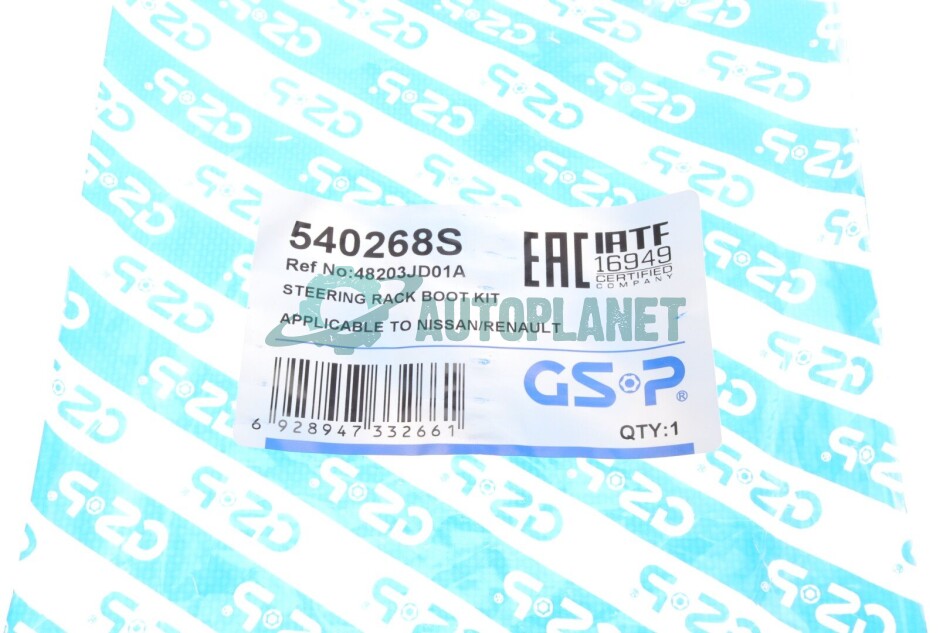 540268S
Ref No:48203JD01A
STEERING RACK BOOT KIT
APPLICABLE TO NISSAN/RENAULT
EAC
IATF
16949
CERTIFIED
COMPANY
AUTOPLANET
GSP®
6 928947 332661
QTY:1